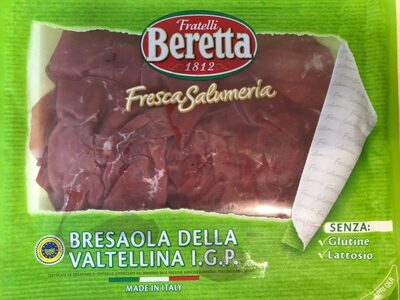 Fratelli
Beretta
1812
Fresca Salumeria
SENZA:
✓Glutine
✓Lattosio
BRESAOLA DELLA
VALTELLINA I.G.P.
MADE IN ITALY